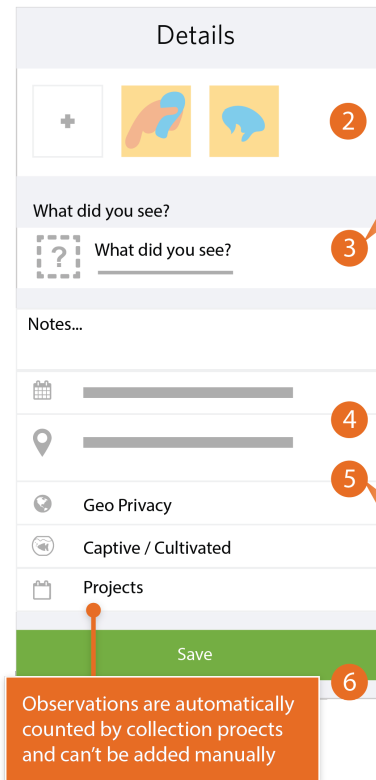 Details
2
What did you see?
?
What did you see?
3
Notes...
4
5
Geo Privacy
Captive / Cultivated
Projects
Save
6
Observations are automatically
counted by collection proects
and can't be added manually